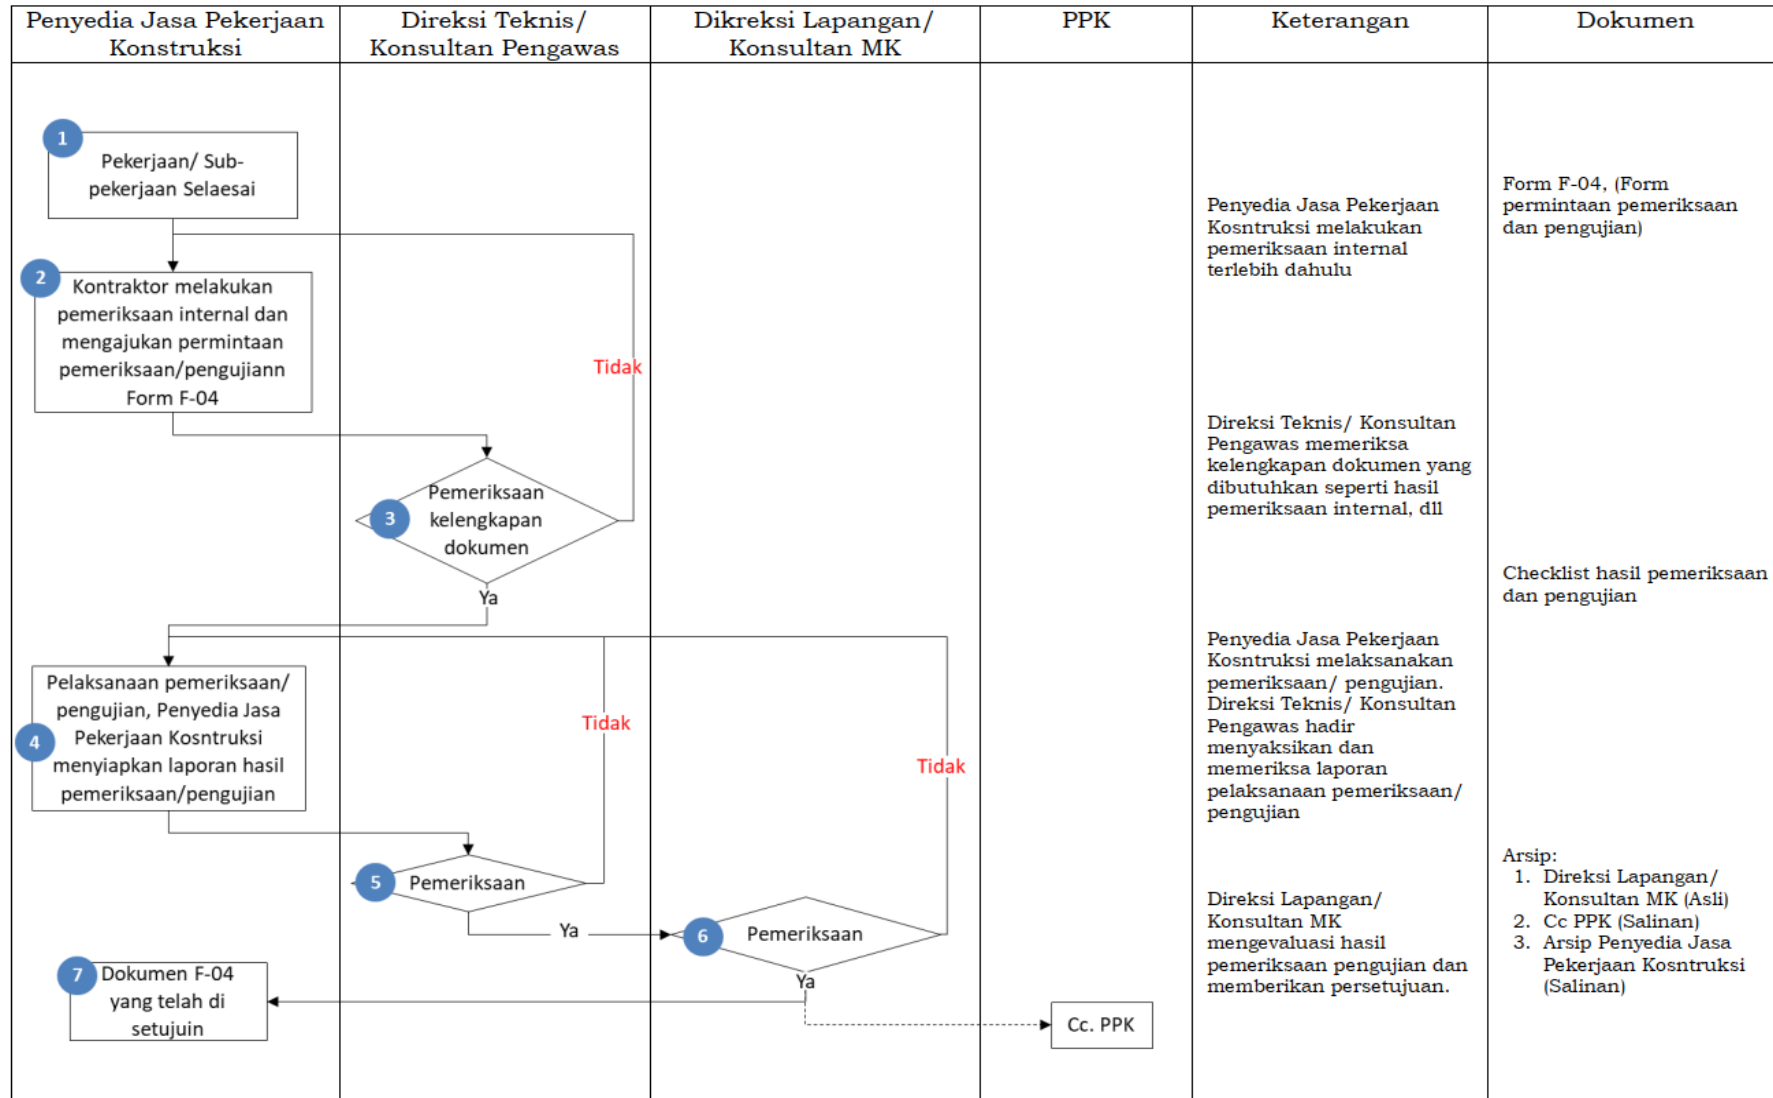 Penyedia Jasa Pekerjaan
Konstruksi
Direksi Teknis/
Konsultan Pengawas
Dikreksi Lapangan/
Konsultan MK
PPK
Keterangan
Dokumen
1
Pekerjaan/ Sub-
pekerjaan Selaesai
2
Kontraktor melakukan
pemeriksaan internal dan
mengajukan permintaan
pemeriksaan/pengujiann
Form F-04
Tidak
3
Pemeriksaan
kelengkapan
dokumen
Ya
4
Pelaksanaan pemeriksaan/
pengujian, Penyedia Jasa
Pekerjaan Kosntruksi
menyiapkan laporan hasil
pemeriksaan/pengujian
Tidak
Tidak
5
Pemeriksaan
Ya
6
Pemeriksaan
Ya
7
Dokumen F-04
yang telah di
setujuin
Cc. PPK
Penyedia Jasa Pekerjaan
Kosntruksi melakukan
pemeriksaan internal
terlebih dahulu
Direksi Teknis/ Konsultan
Pengawas memeriksa
kelengkapan dokumen yang
dibutuhkan seperti hasil
pemeriksaan internal, dll
Penyedia Jasa Pekerjaan
Kosntruksi melaksanakan
pemeriksaan/ pengujian.
Direksi Teknis/ Konsultan
Pengawas hadir
menyaksikan dan
memeriksa laporan
pelaksanaan pemeriksaan/
pengujian
Direksi Lapangan/
Konsultan MK
mengevaluasi hasil
pemeriksaan pengujian dan
memberikan persetujuan.
Form F-04, (Form
permintaan pemeriksaan
dan pengujian)
Checklist hasil pemeriksaan
dan pengujian
Arsip:
1. Direksi Lapangan/
Konsultan MK (Asli)
2. Cc PPK (Salinan)
3. Arsip Penyedia Jasa
Pekerjaan Kosntruksi
(Salinan)